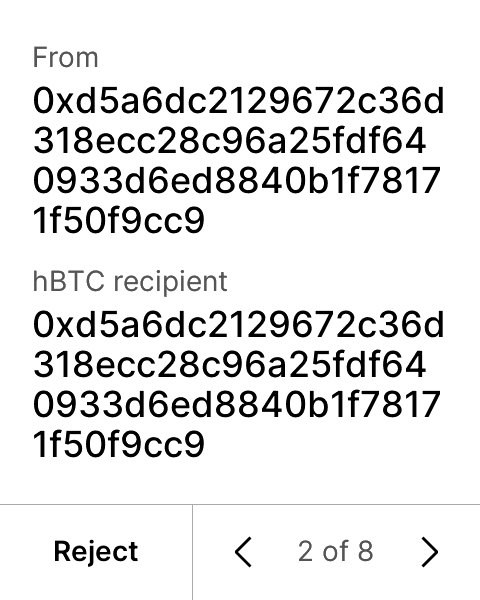 From
0xd5a6dc2129672c36d
318ecc28c96a25fdf64
0933d6ed8840b1f7817
1f50f9cc9
hBTC recipient
0xd5a6dc2129672c36d
318ecc28c96a25fdf64
0933d6ed8840b1f7817
1f50f9cc9
Reject
2 of 8